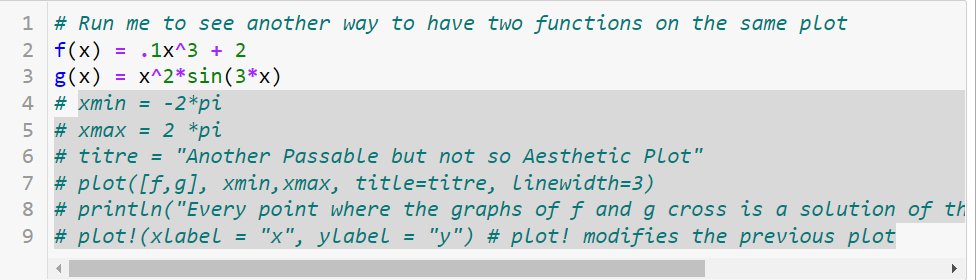 1 # Run me to see another way to have two functions on the same plot
2 f(x) = .1x^3 + 2
3 g(x) = x^2*sin(3*x)
4 # xmin = -2*pi
5 # xmax = 2 *pi
6 # titre = "Another Passable but not so Aesthetic Plot"
7 # plot([f,g], xmin,xmax, title=titre, linewidth=3)
8 # println("Every point where the graphs of f and g cross is a solution of th
9 # plot!(xlabel = "x", ylabel = "y") # plot! modifies the previous plot